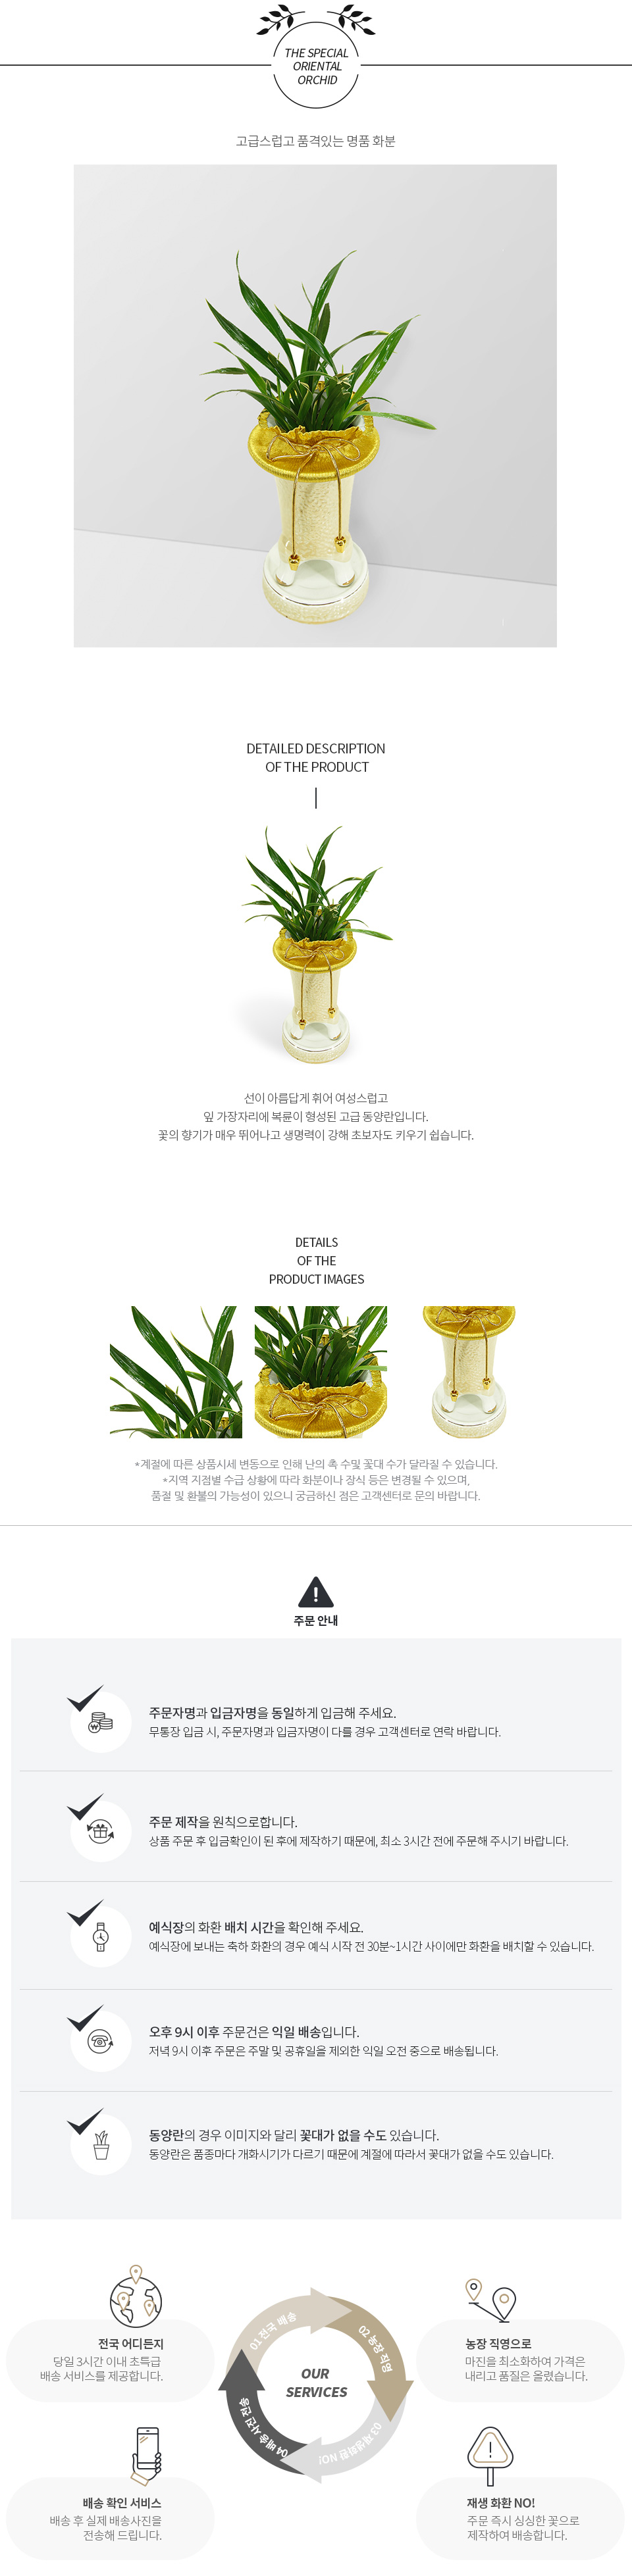 THE SPECIAL
ORIENTAL
ORCHID
고급스럽고 품격있는 명품 화분
DETAILED DESCRIPTION
OF THE PRODUCT
선이 아름답게 휘어 여성스럽고
잎 가장자리에 복륜이 형성된 고급 동양란입니다.
꽃의 향기가 매우 뛰어나고 생명력이 강해 초보자도 키우기 쉽습니다.
DETAILS
OF THE
PRODUCT IMAGES
*계절에 따른 상품시세 변동으로 인해 난의 촉 수및 꽃대 수가 달라질 수 있습니다.
*지역 지점별 수급 상황에 따라 화분이나 장식 등은 변경될 수 있으며,
품절 및 환불의 가능성이 있으니 궁금하신 점은 고객센터로 문의 바랍니다.
주문 안내
주문자명과 입금자명을 동일하게 입금해 주세요.
무통장 입금 시, 주문자명과 입금자명이 다를 경우 고객센터로 연락 바랍니다.
주문 제작을 원칙으로합니다.
상품 주문 후 입금확인이 된 후에 제작하기 때문에, 최소 3시간 전에 주문해 주시기 바랍니다.
예식장의 화환 배치 시간을 확인해 주세요.
예식장에 보내는 축하 화환의 경우 예식 시작 전 30분~1시간 사이에만 화환을 배치할 수 있습니다.
오후 9시 이후 주문건은 익일 배송입니다.
저녁 9시 이후 주문은 주말 및 공휴일을 제외한 익일 오전 중으로 배송됩니다.
동양란의 경우 이미지와 달리 꽃대가 없을 수도 있습니다.
동양란은 품종마다 개화시기가 다르기 때문에 계절에 따라서 꽃대가 없을 수도 있습니다.
전국 어디든지
당일 3시간 이내 초특급
배송 서비스를 제공합니다.
01 전국 배송
02 농장 직영
OUR
SERVICES
03 재생화환 NO!
04 배송사진 전송
농장 직영으로
마진을 최소화하여 가격은
내리고 품질은 올렸습니다.
배송 확인 서비스
배송 후 실제 배송사진을
전송해 드립니다.
재생 화환 NO!
주문 즉시 싱싱한 꽃으로
제작하여 배송합니다.